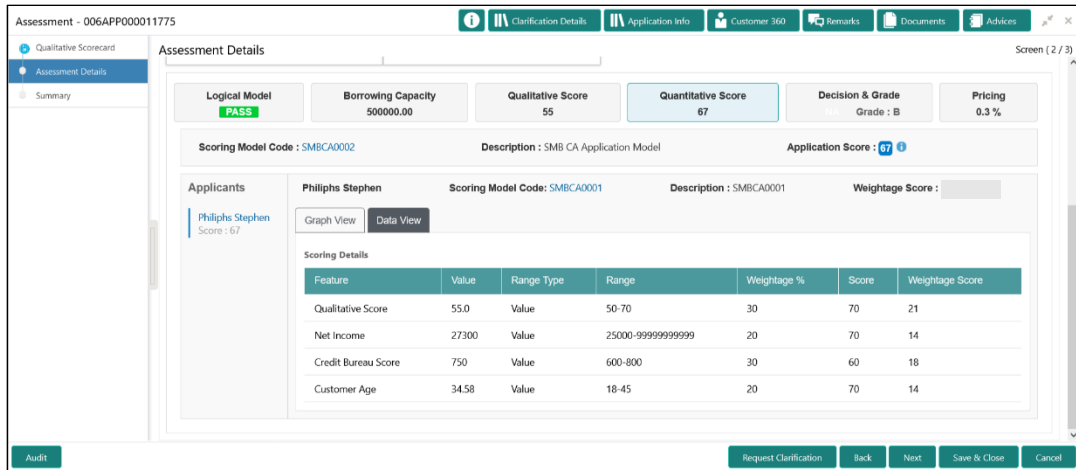 Assessment - 006APP000011775
Clarification Details
Application Info
Customer 360
Remarks
Documents
Advices
Qualitative Scorecard
Assessment Details
Summary
Assessment Details
Screen ( 2 / 3)
Logical Model
PASS
Borrowing Capacity
500000.00
Qualitative Score
55
Quantitative Score
67
Decision & Grade
Grade : B
Pricing
0.3 %
Scoring Model Code : SMBCA0002 Description : SMB CA Application Model Application Score : 67
Applicants
Philiphs Stephen
Score : 67
Philiphs Stephen Scoring Model Code: SMBCA0001 Description : SMBCA0001 Weightage Score :
Graph View Data View
Scoring Details
Feature Value Range Type Range Weightage % Score Weightage Score
Qualitative Score 55.0 Value 50-70 30 70 21
Net Income 27300 Value 25000-99999999999 20 70 14
Credit Bureau Score 750 Value 600-800 30 60 18
Customer Age 34.58 Value 18-45 20 70 14
Audit Request Clarification Back Next Save & Close Cancel